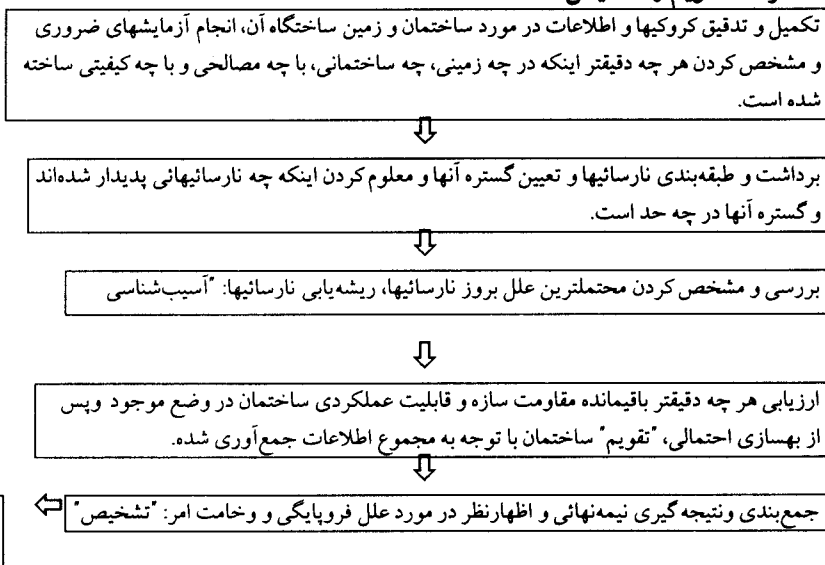 تکمیل و تدقیق کروکیها و اطلاعات در مورد ساختمان و زمین ساختگاه آن، انجام آزمایشهای ضروری
و مشخص کردن هر چه دقیقتر اینکه در چه زمینی، چه ساختمانی، با چه مصالحی و با چه کیفیتی ساخته
شده است.
برداشت و طبقه‌بندی نارسائیها و تعیین گستره آنها و معلوم کردن اینکه چه نارسائیهائی پدیدار شده‌اند
و گستره آنها در چه حد است.
بررسی و مشخص کردن محتملترین علل بروز نارسائیها، ریشه‌یابی نارسائیها: "آسیب‌شناسی
ارزیابی هر چه دقیقتر باقیمانده مقاومت سازه و قابلیت عملکردی ساختمان در وضع موجود وپس
از بهسازی احتمالی، "تقویم" ساختمان با توجه به مجموع اطلاعات جمع‌آوری شده.
جمع‌بندی ونتیجه گیری نیمه‌نهائی و اظهارنظر در مورد علل فروپایگی و وخامت امر: "تشخیص"